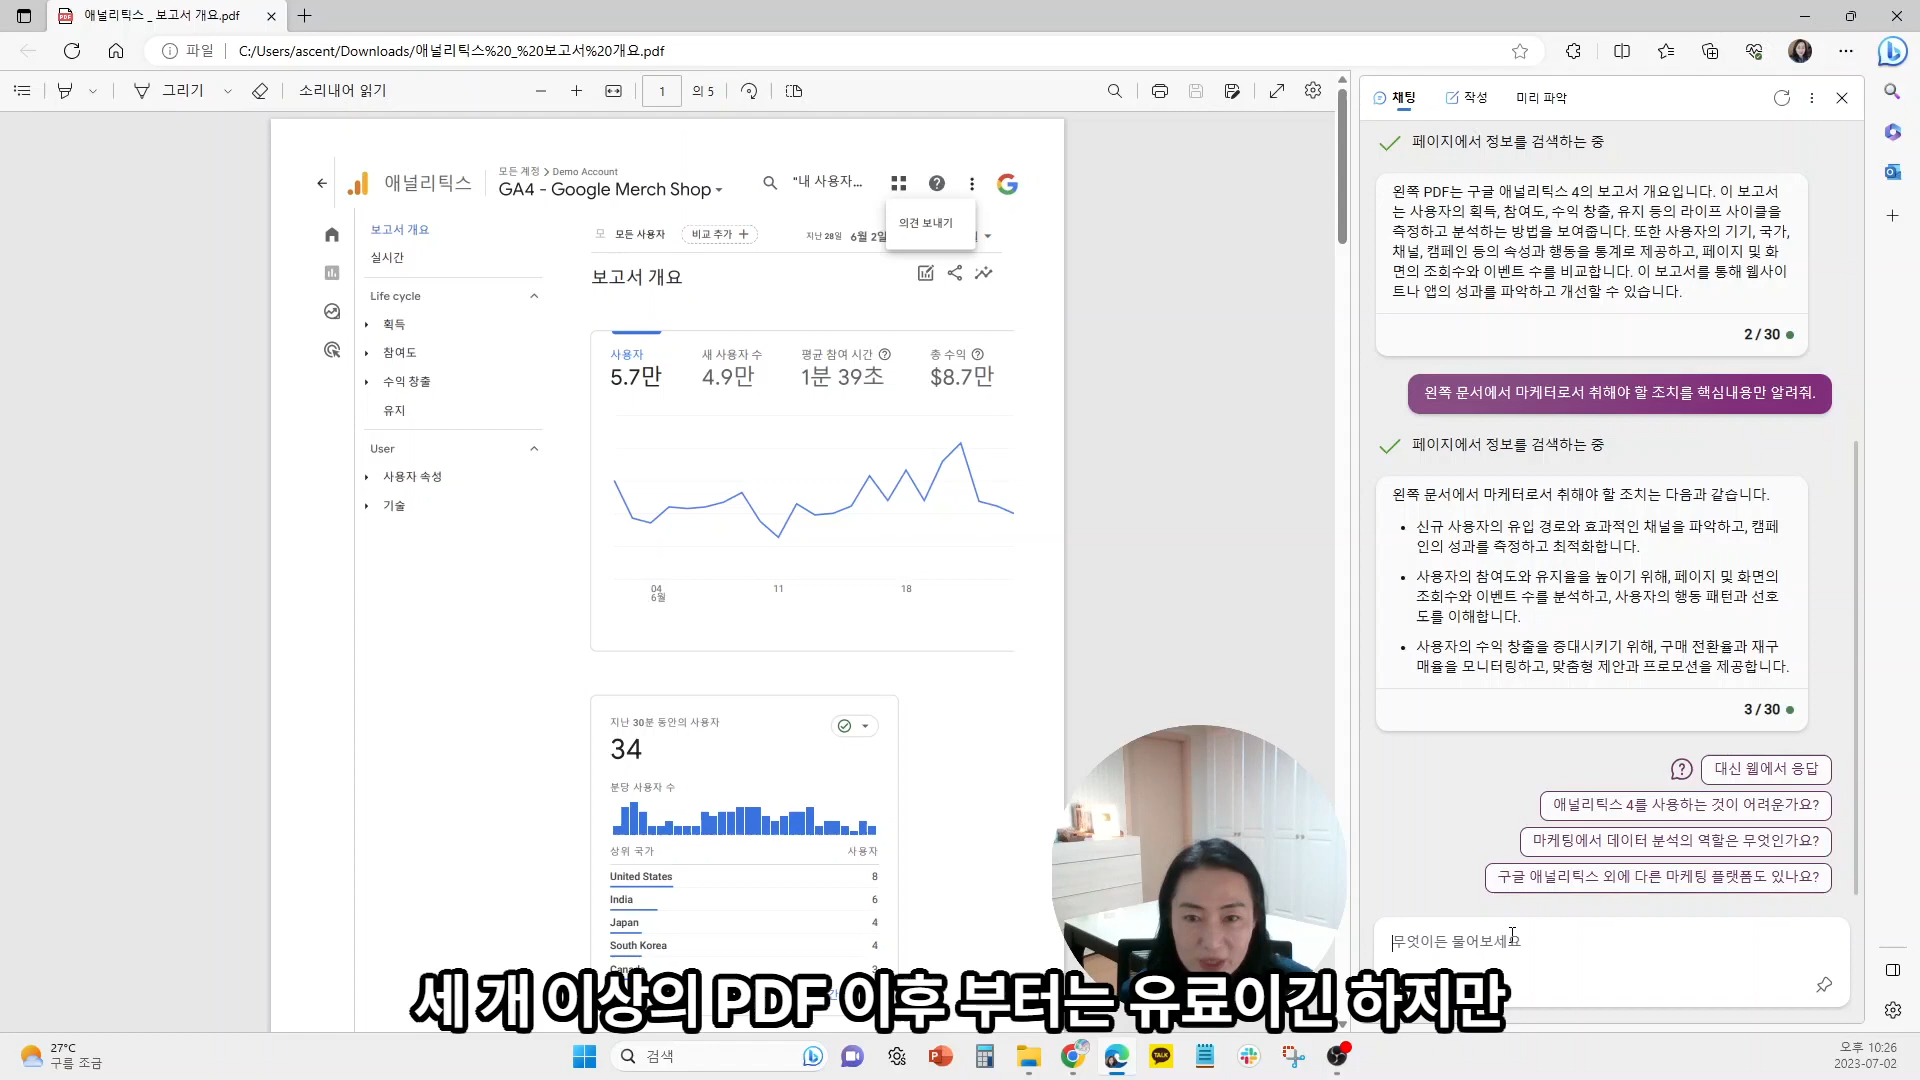 애널리틱스 _ 보고서 개요.pdf
파일
C:/Users/ascent/Downloads/애널리틱스%20_%20보고서%20개요.pdf
그리기
소리내어 읽기
1
의 5
애널리틱스
모든 계정 > Demo Account
GA4 - Google Merch Shop
"내 사용자...
의견 보내기
보고서 개요
실시간
Life cycle
획득
참여도
수익 창출
유지
User
사용자 속성
기술
모
모든 사용자
비교 추가 +
지난 28일
6월 2일
보고서 개요
사용자
5.7만
새 사용자 수
4.9만
평균 참여 시간
1분 39초
총 수익
$8.7만
04
6월
11
18
지난 30분 동안의 사용자
34
분당 사용자 수
상위 국가
사용자
United States
8
India
6
Japan
4
South Korea
4
Canada
3
채팅
작성
미리 파악
페이지에서 정보를 검색하는 중
왼쪽 PDF는 구글 애널리틱스 4의 보고서 개요입니다. 이 보고서
는 사용자의 획득, 참여도, 수익 창출, 유지 등의 라이프 사이클을
측정하고 분석하는 방법을 보여줍니다. 또한 사용자의 기기, 국가,
채널, 캠페인 등의 속성과 행동을 통계로 제공하고, 페이지 및 화
면의 조회수와 이벤트 수를 비교합니다. 이 보고서를 통해 웹사이
트나 앱의 성과를 파악하고 개선할 수 있습니다.
2 / 30
왼쪽 문서에서 마케터로서 취해야 할 조치를 핵심내용만 알려줘.
페이지에서 정보를 검색하는 중
왼쪽 문서에서 마케터로서 취해야 할 조치는 다음과 같습니다.
• 신규 사용자의 유입 경로와 효과적인 채널을 파악하고, 캠페
인의 성과를 측정하고 최적화합니다.
• 사용자의 참여도와 유지율을 높이기 위해, 페이지 및 화면의
조회수와 이벤트 수를 분석하고, 사용자의 행동 패턴과 선호
도를 이해합니다.
• 사용자의 수익 창출을 증대시키기 위해, 구매 전환율과 재구
매율을 모니터링하고, 맞춤형 제안과 프로모션을 제공합니다.
3 / 30
대신 웹에서 응답
애널리틱스 4를 사용하는 것이 어려운가요?
마케팅에서 데이터 분석의 역할은 무엇인가요?
구글 애널리틱스 외에 다른 마케팅 플랫폼도 있나요?
무엇이든 물어보세요
세 개 이상의 PDF 이후 부터는 유료이긴 하지만
27°C
구름 조금
검색
TALK
오후 10:26
2023-07-02